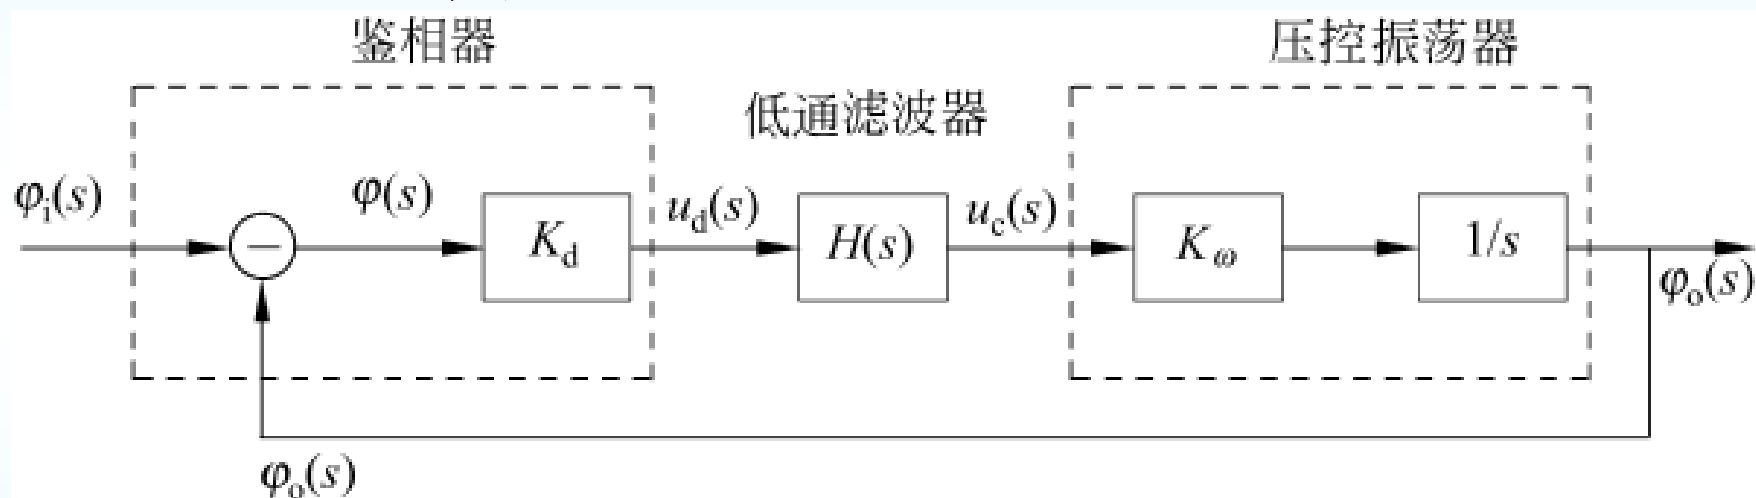 鉴相器
压控振荡器
低通滤波器
φi(s)
φ(s)
Kd
ud(s)
H(s)
uc(s)
Kω
1/s
φo(s)
−
φo(s)